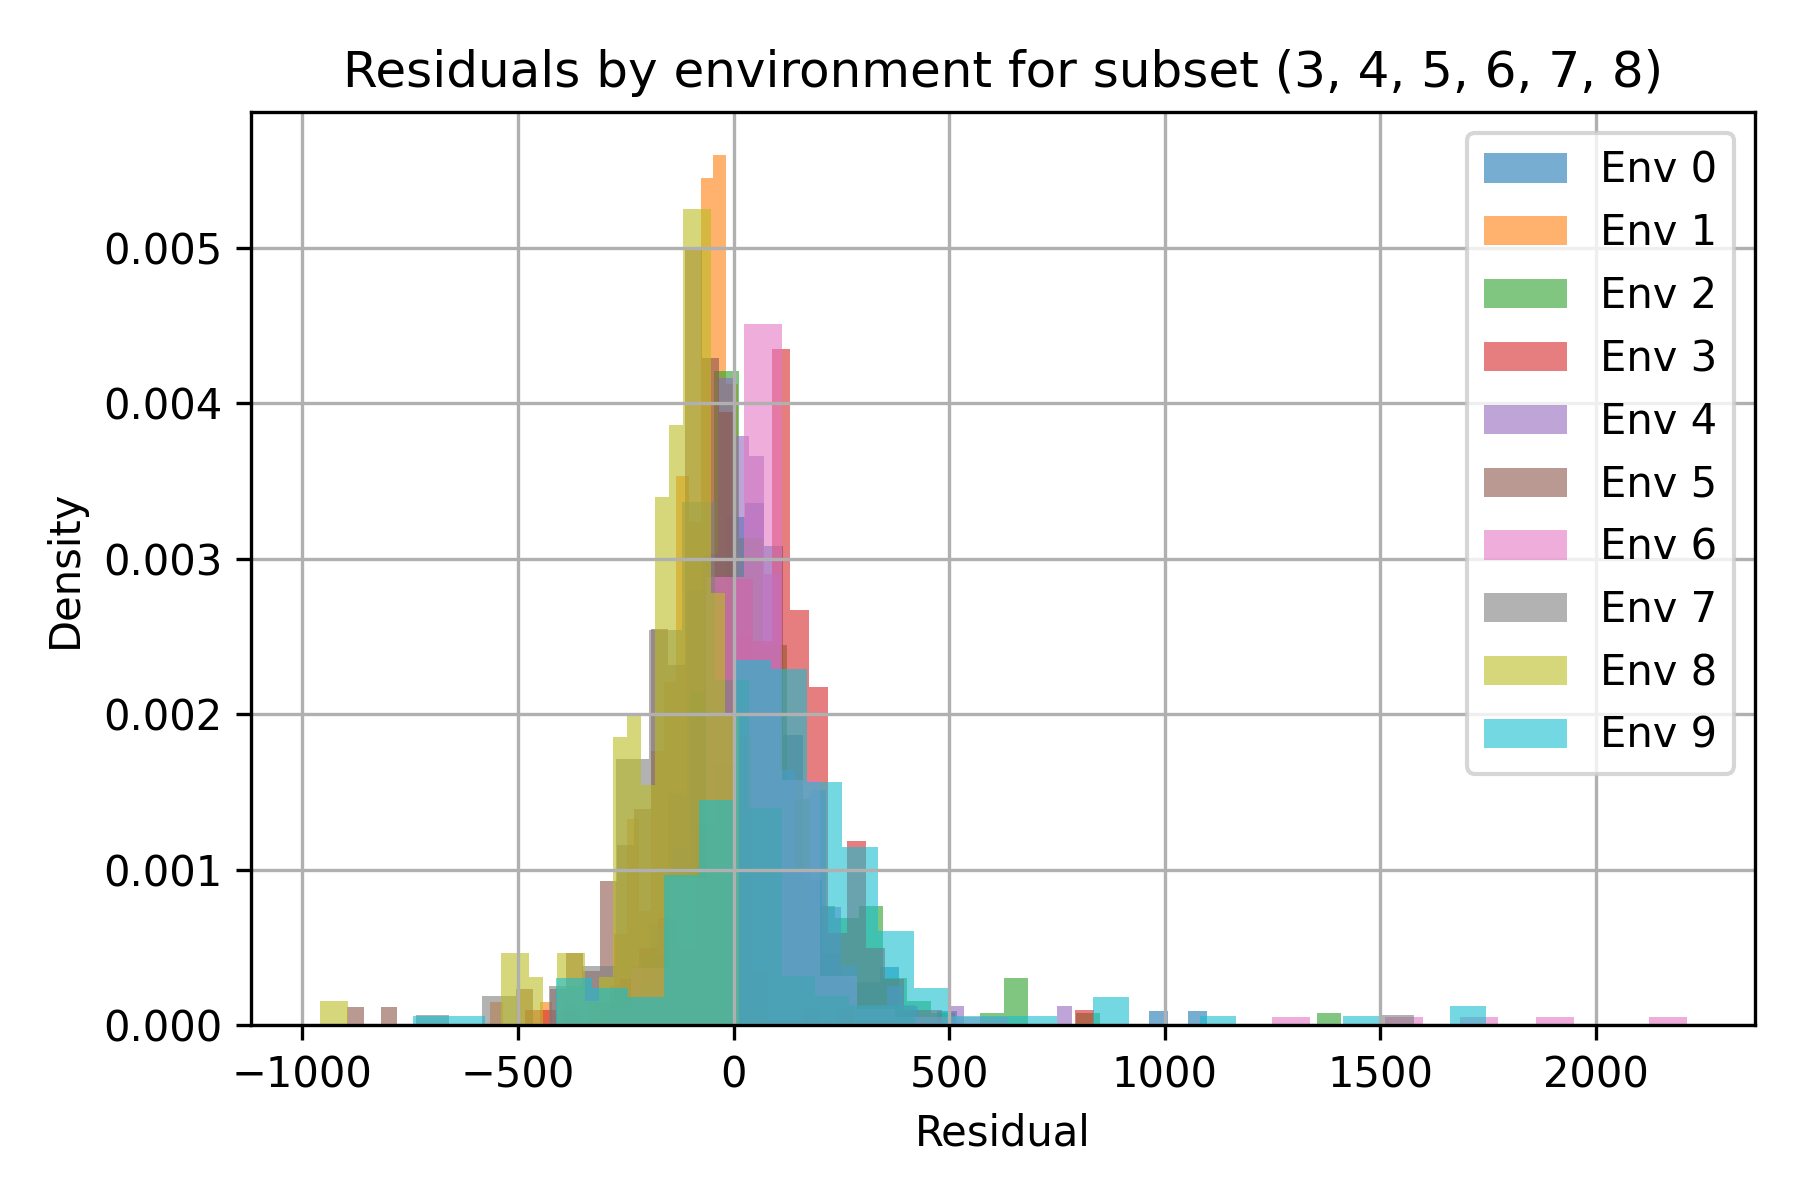 Residuals by environment for subset (3, 4, 5, 6, 7, 8)
Density
0.005
0.004
0.003
0.002
0.001
0.000
−1000 −500 0 500 1000 1500 2000
Residual
Env 0
Env 1
Env 2
Env 3
Env 4
Env 5
Env 6
Env 7
Env 8
Env 9